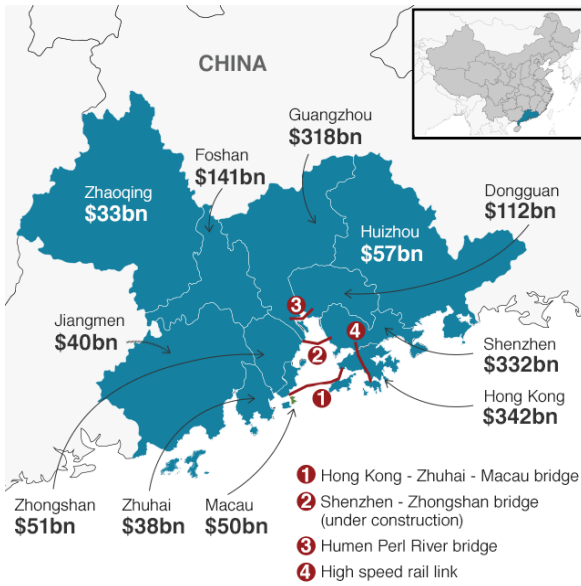 CHINA
Guangzhou
$318bn
Foshan
$141bn
Zhaoqing
$33bn
Dongguan
$112bn
Huizhou
$57bn
3
Jiangmen
$40bn
4
2
Shenzhen
$332bn
1
Hong Kong
$342bn
Zhongshan
$51bn
Zhuhai
$38bn
Macau
$50bn
1 Hong Kong - Zhuhai - Macau bridge
2 Shenzhen - Zhongshan bridge
(under construction)
3 Humen Perl River bridge
4 High speed rail link